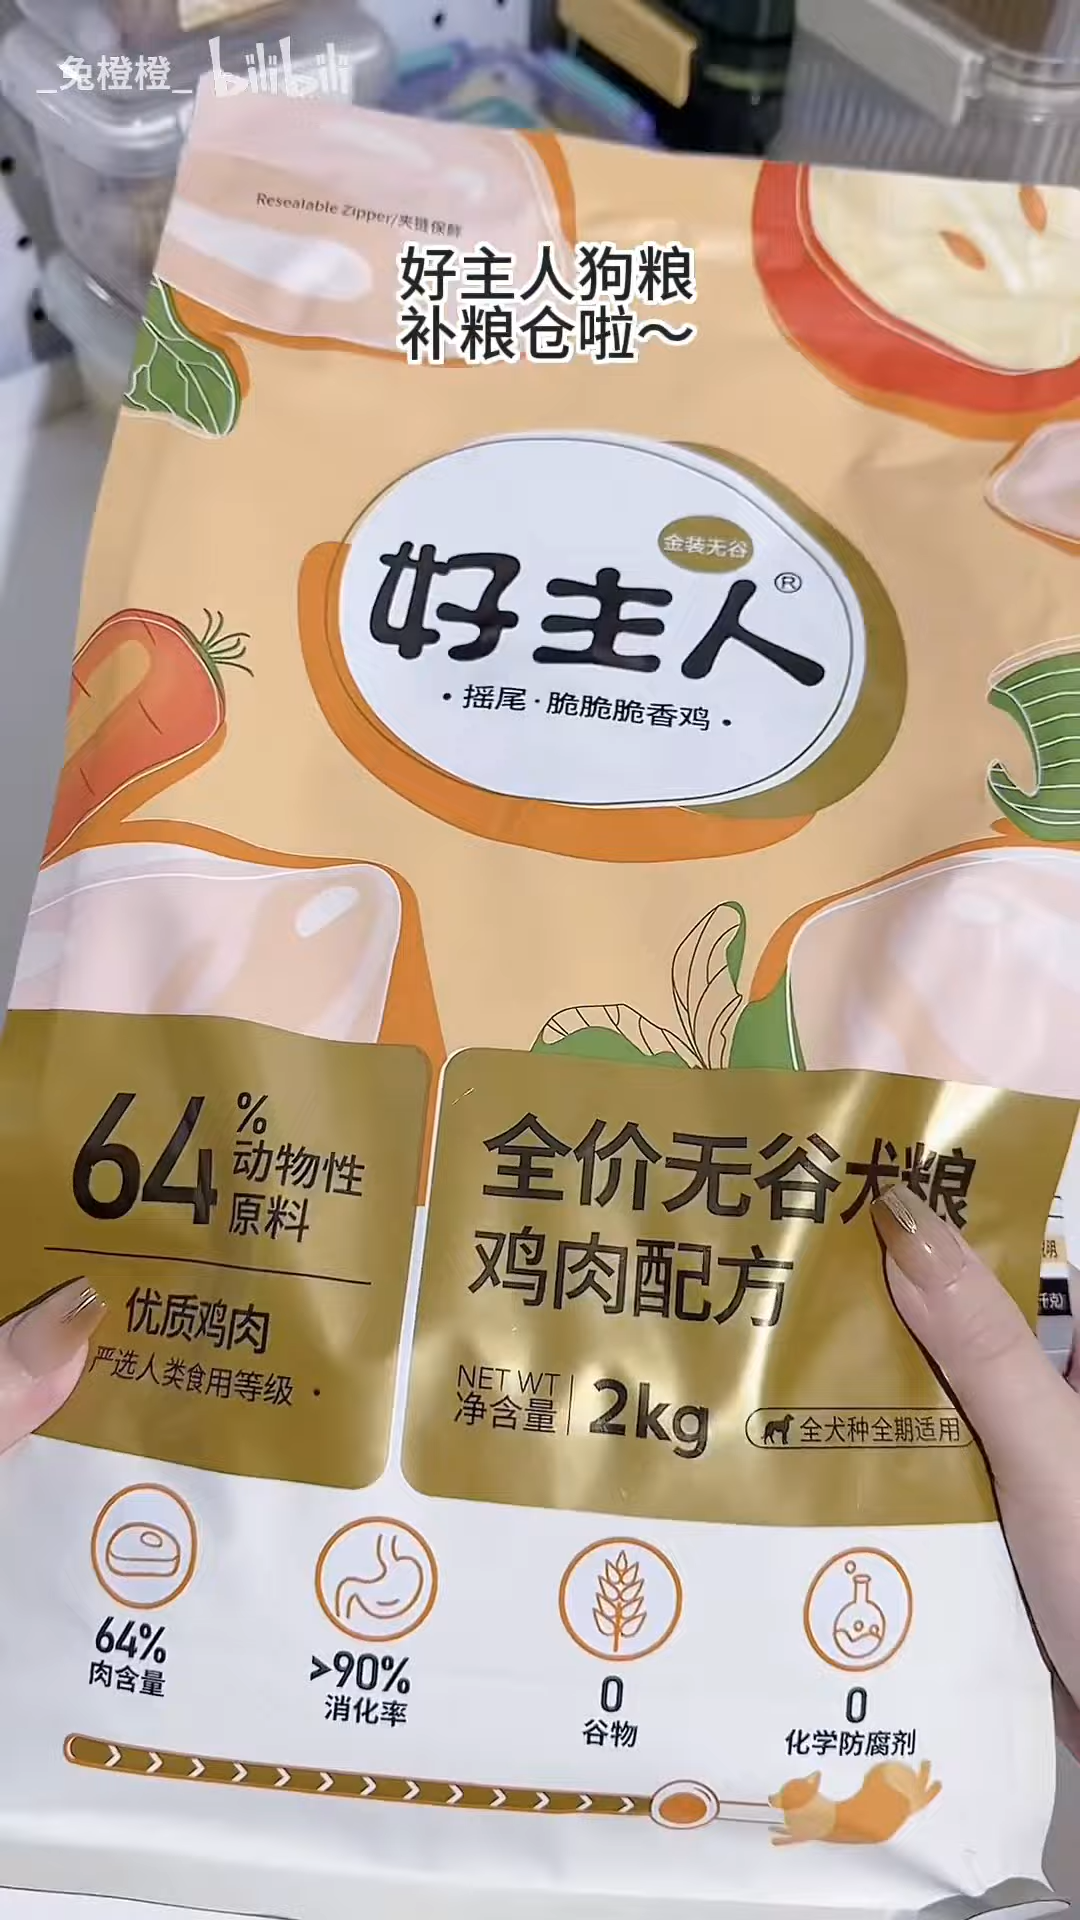 _兔橙橙_ bilibili
Resealable Zipper/夹链保鲜
好主人狗粮
补粮仓啦～
金装无谷
好主人®
·摇尾·脆脆脆香鸡·
64%
动物性
原料
优质鸡肉
严选人类食用等级·
全价无谷犬粮
鸡肉配方
NET WT
净含量
2kg
全犬种全期适用
64%
肉含量
>90%
消化率
0
谷物
0
化学防腐剂